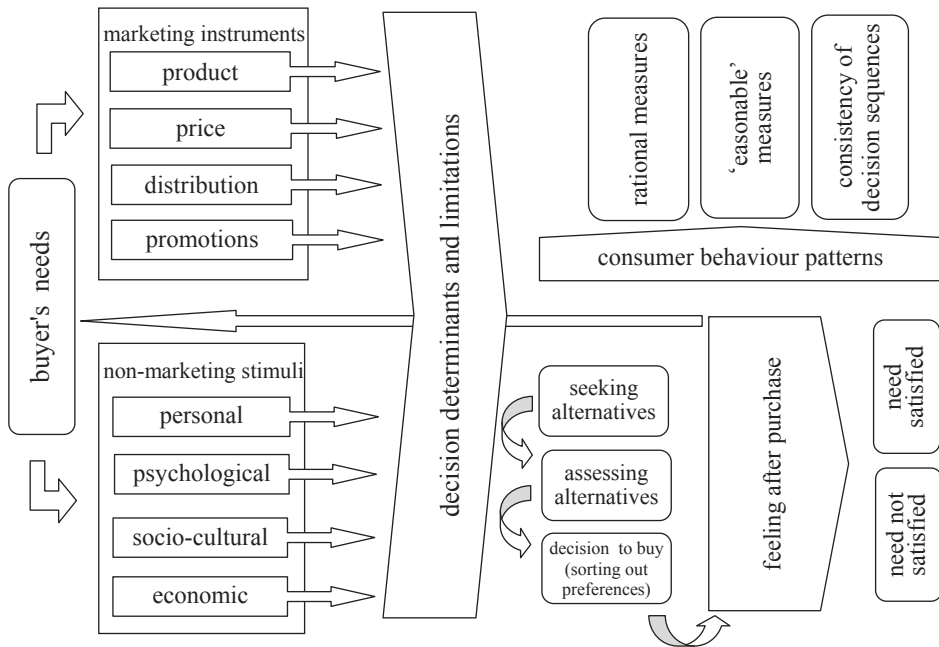 marketing instruments
product
price
distribution
promotions
buyer's needs
non-marketing stimuli
personal
psychological
socio-cultural
economic
decision determinants and limitations
rational measures
‘easonable’
measures
consistency of
decision sequences
consumer behaviour patterns
seeking
alternatives
assessing
alternatives
decision to buy
(sorting out
preferences)
feeling after purchase
need
satisfied
need not
satisfied